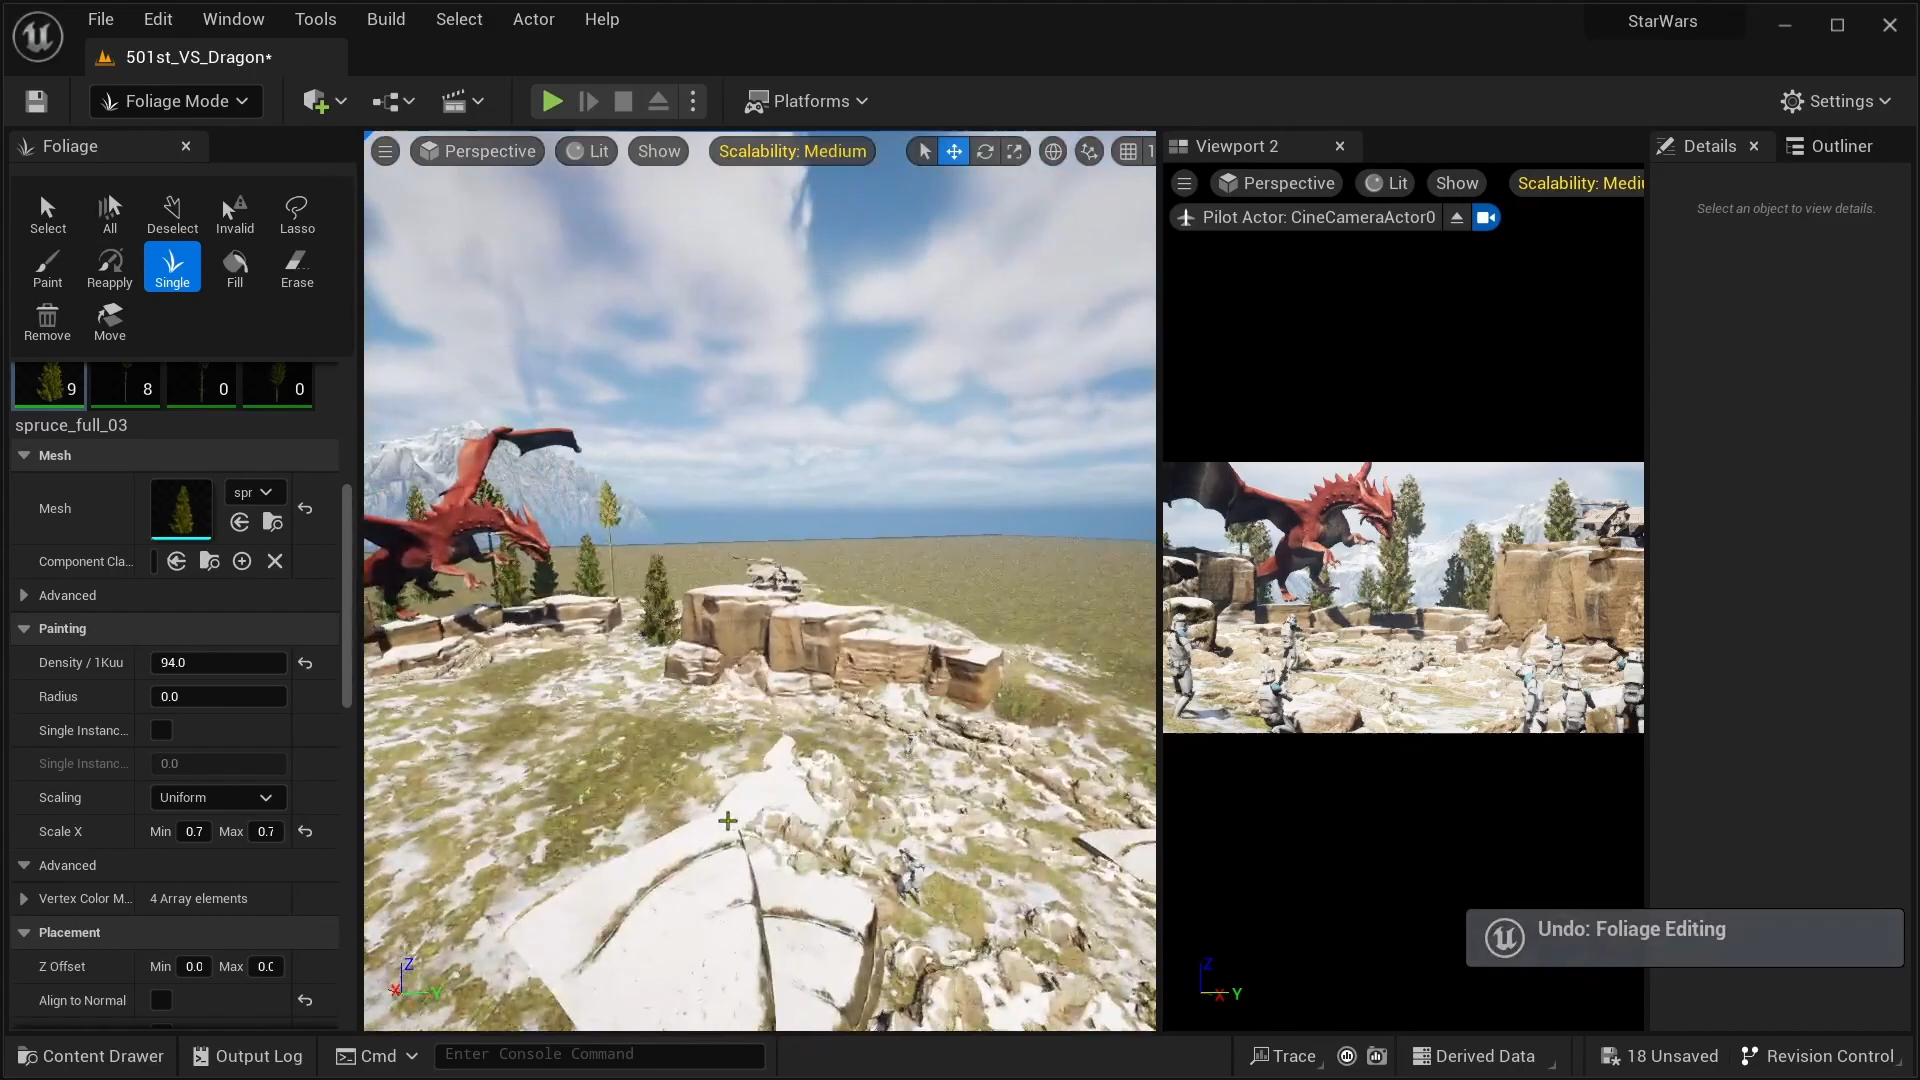 File Edit Window Tools Build Select Actor Help
StarWars
501st_VS_Dragon*
Foliage Mode
Platforms
Settings
Foliage
Select All Deselect Invalid Lasso
Paint Reapply Single Fill Erase
Remove Move
9 8 0 0
spruce_full_03
Mesh
Mesh
spr
Component Cla...
Advanced
Painting
Density / 1Kuu 94.0
Radius 0.0
Single Instanc...
Single Instanc... 0.0
Scaling Uniform
Scale X Min 0.7 Max 0.7
Advanced
Vertex Color M... 4 Array elements
Placement
Z Offset Min 0.0 Max
Align to Normal
Perspective Lit Show Scalability: Medium
1
Z
X Y
Viewport 2
Perspective Lit Show Scalability: Medi
Pilot Actor: CineCameraActor0
Z
X Y
Details Outliner
Select an object to view details.
Undo: Foliage Editing
Content Drawer Output Log Cmd Enter Console Command
Trace Derived Data 18 Unsaved Revision Control